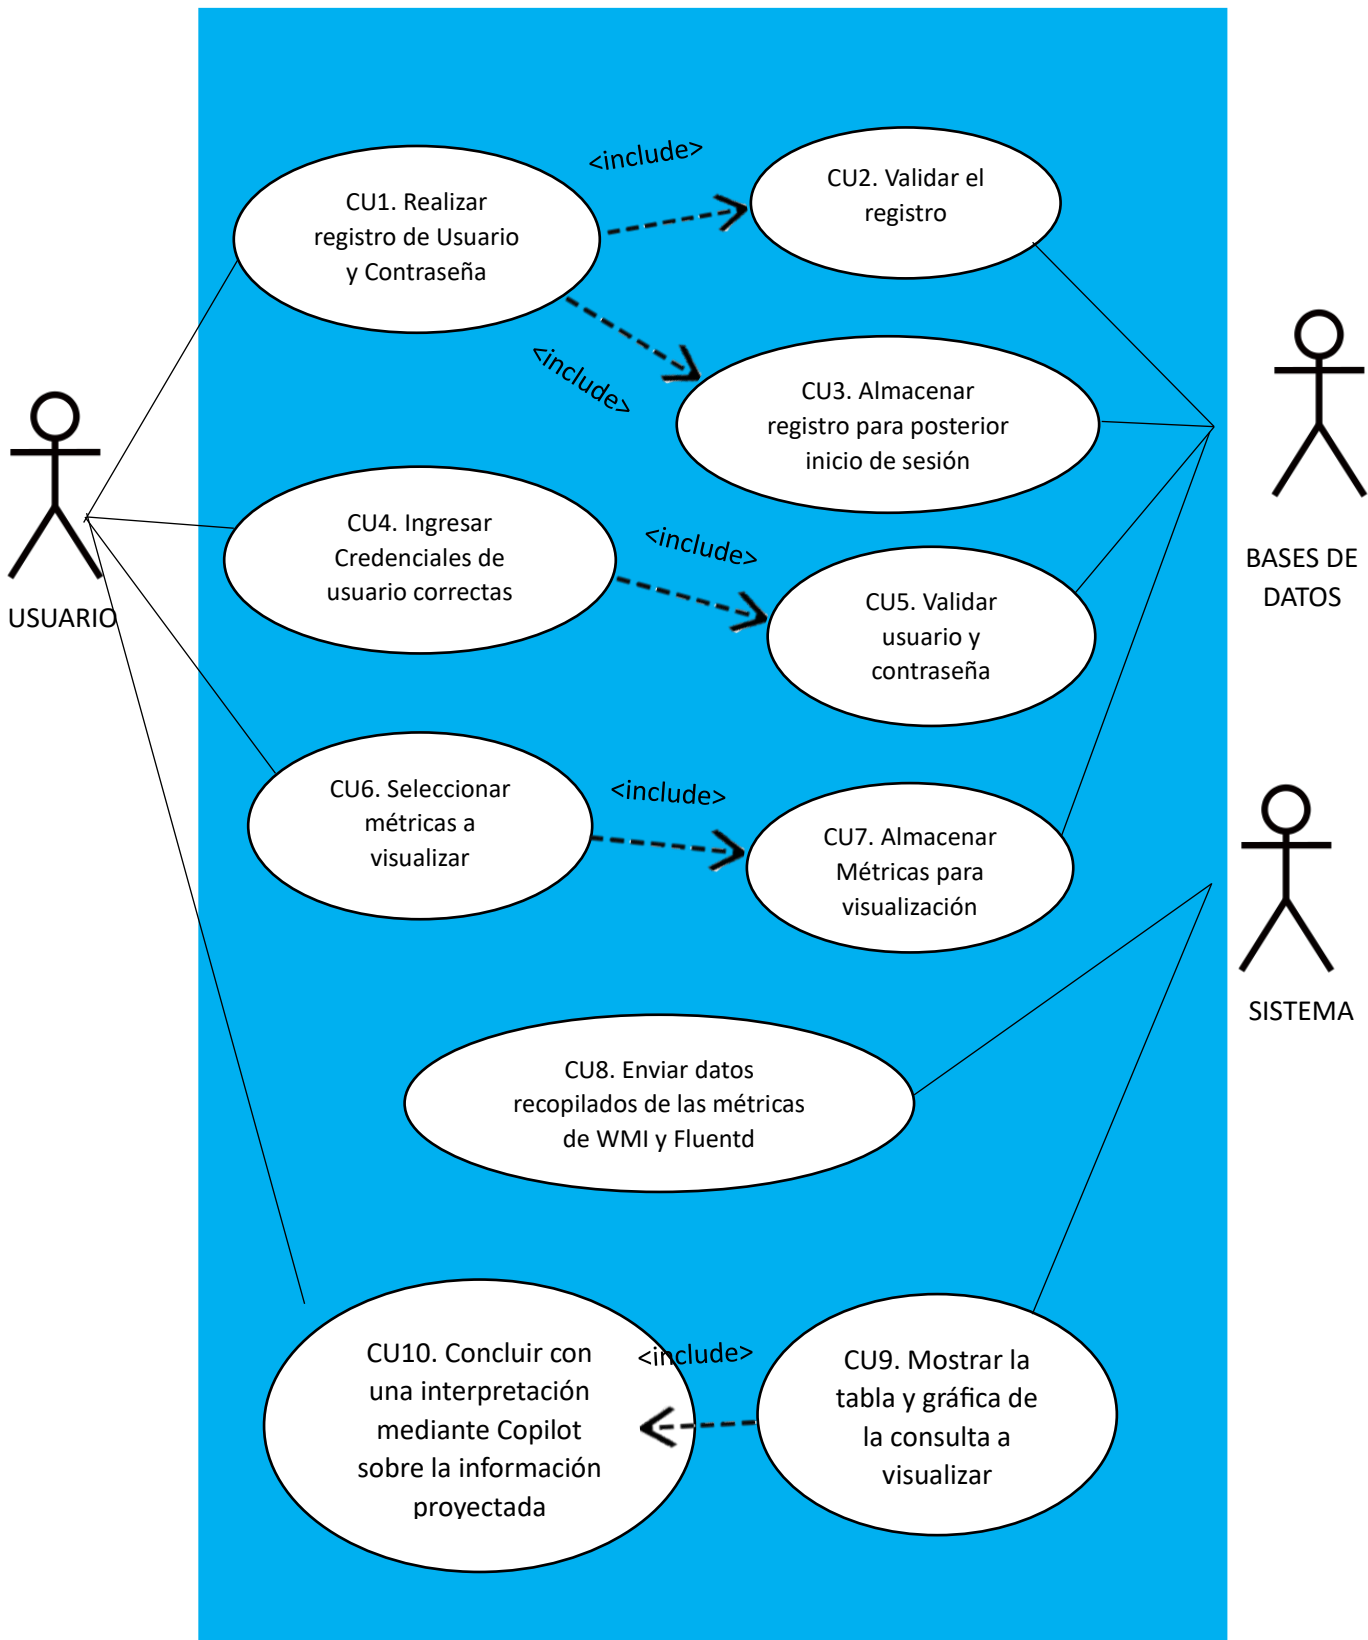 <include>
CU1. Realizar
registro de Usuario
y Contraseña
CU2. Validar el
registro
<include>
CU3. Almacenar
registro para posterior
inicio de sesión
USUARIO
BASES DE
DATOS
CU4. Ingresar
Credenciales de
usuario correctas
<include>
CU5. Validar
usuario y
contraseña
CU6. Seleccionar
métricas a
visualizar
<include>
CU7. Almacenar
Métricas para
visualización
SISTEMA
CU8. Enviar datos
recopilados de las métricas
de WMI y Fluentd
CU10. Concluir con
una interpretación
mediante Copilot
sobre la información
proyectada
<include>
CU9. Mostrar la
tabla y gráfica de
la consulta a
visualizar